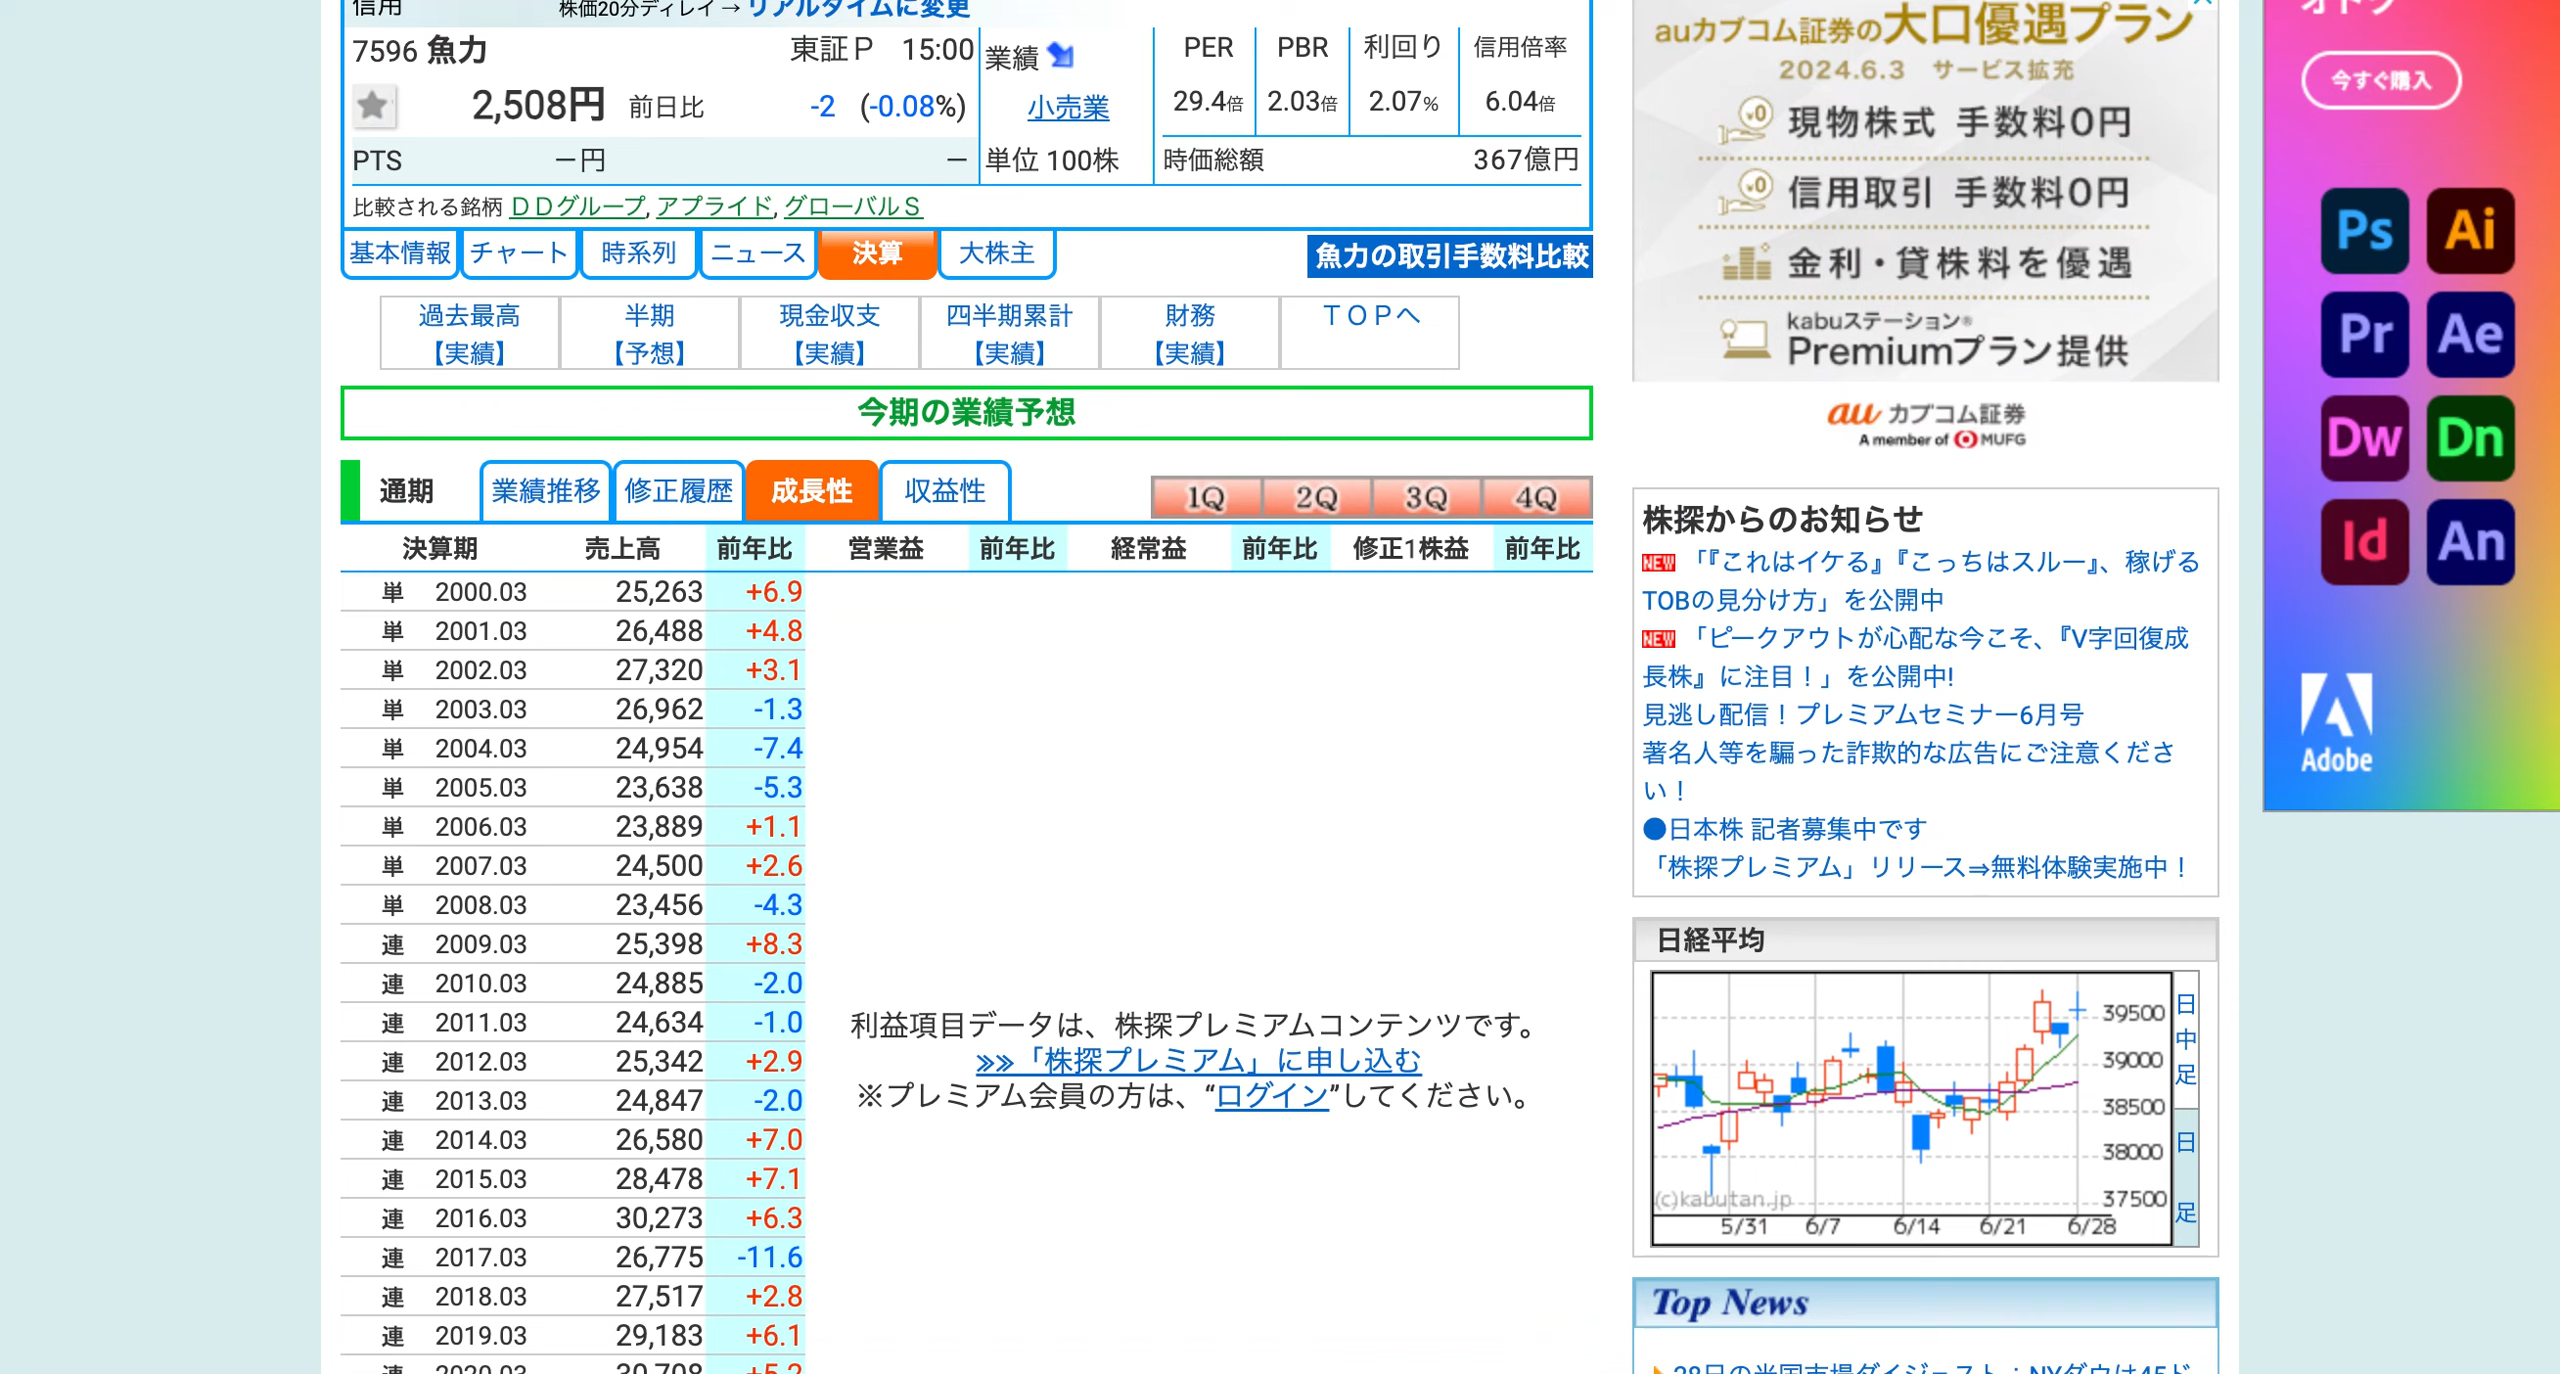 信用 株価20分ディレイ → リアルタイムに変更
7596 魚力 東証Ｐ 15:00
2,508円 前日比 -2 (-0.08%)
PTS －円 －
業績
小売業
単位 100株
PER PBR 利回り 信用倍率
29.4倍 2.03倍 2.07% 6.04倍
時価総額 367億円
比較される銘柄 ＤＤグループ, アプライド, グローバルＳ
基本情報 チャート 時系列 ニュース 決算 大株主
魚力の取引手数料比較
過去最高 半期 現金収支 四半期累計 財務 ＴＯＰへ
【実績】 【予想】 【実績】 【実績】 【実績】
今期の業績予想
通期 業績推移 修正履歴 成長性 収益性 1Q 2Q 3Q 4Q
決算期 売上高 前年比 営業益 前年比 経常益 前年比 修正1株益 前年比
単 2000.03 25,263 +6.9
単 2001.03 26,488 +4.8
単 2002.03 27,320 +3.1
単 2003.03 26,962 -1.3
単 2004.03 24,954 -7.4
単 2005.03 23,638 -5.3
単 2006.03 23,889 +1.1
単 2007.03 24,500 +2.6
単 2008.03 23,456 -4.3
連 2009.03 25,398 +8.3
連 2010.03 24,885 -2.0
連 2011.03 24,634 -1.0
連 2012.03 25,342 +2.9
連 2013.03 24,847 -2.0
連 2014.03 26,580 +7.0
連 2015.03 28,478 +7.1
連 2016.03 30,273 +6.3
連 2017.03 26,775 -11.6
連 2018.03 27,517 +2.8
連 2019.03 29,183 +6.1
利益項目データは、株探プレミアムコンテンツです。
≫≫「株探プレミアム」に申し込む
※プレミアム会員の方は、“ログイン”してください。
auカブコム証券の大口優遇プラン
2024.6.3 サービス拡充
現物株式 手数料0円
信用取引 手数料0円
金利・貸株料を優遇
kabuステーション®
Premiumプラン提供
au カブコム証券
A member of MUFG
株探からのお知らせ
NEW 「『これはイケる』『こっちはスルー』、稼げる
TOBの見分け方」を公開中
NEW 「ピークアウトが心配な今こそ、『V字回復成
長株』に注目！」を公開中!
見逃し配信！プレミアムセミナー6月号
著名人等を騙った詐欺的な広告にご注意くださ
い！
●日本株 記者募集中です
「株探プレミアム」リリース⇒無料体験実施中！
日経平均
39500
39000
38500
38000
37500
(c)kabutan.jp
5/31 6/7 6/14 6/21 6/28
日中足
日足
Top News
今すぐ購入
Ps Ai
Pr Ae
Dw Dn
Id An
Adobe